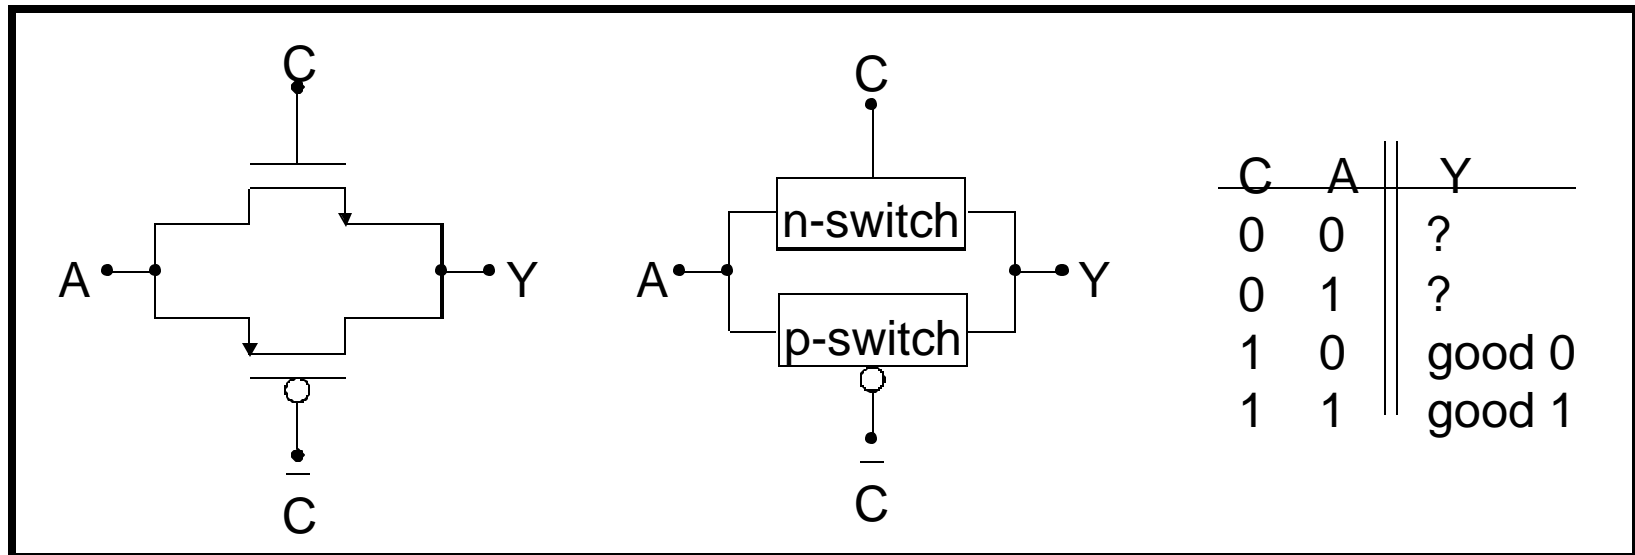 C
A
Y
C̅
C
n-switch
A
Y
p-switch
C̅
C A Y
0 0 ?
0 1 ?
1 0 good 0
1 1 good 1